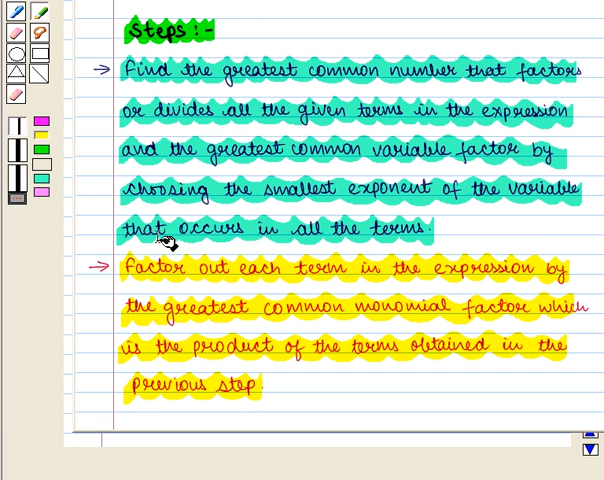 Steps :-
→ Find the greatest common number that factors
or divides all the given terms in the expression
and the greatest common variable factor by
choosing the smallest exponent of the variable
that occurs in all the terms.
→ Factor out each term in the expression by
the greatest common monomial factor which
is the product of the terms obtained in the
previous step.